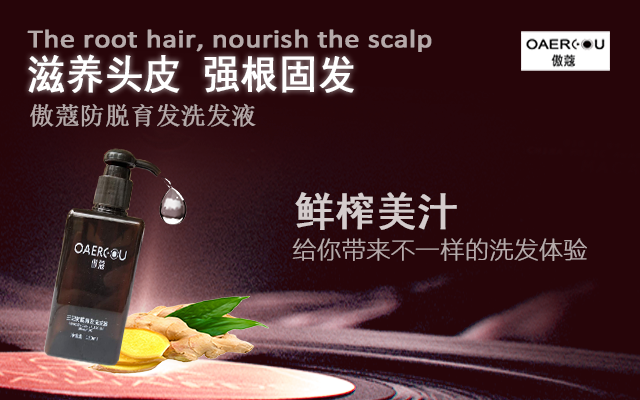 The root hair, nourish the scalp
滋养头皮 强根固发
傲蔻防脱育发洗发液
OAERCOU
傲蔻
鲜榨美汁
给你带来不一样的洗发体验
OAERCOU
傲蔻